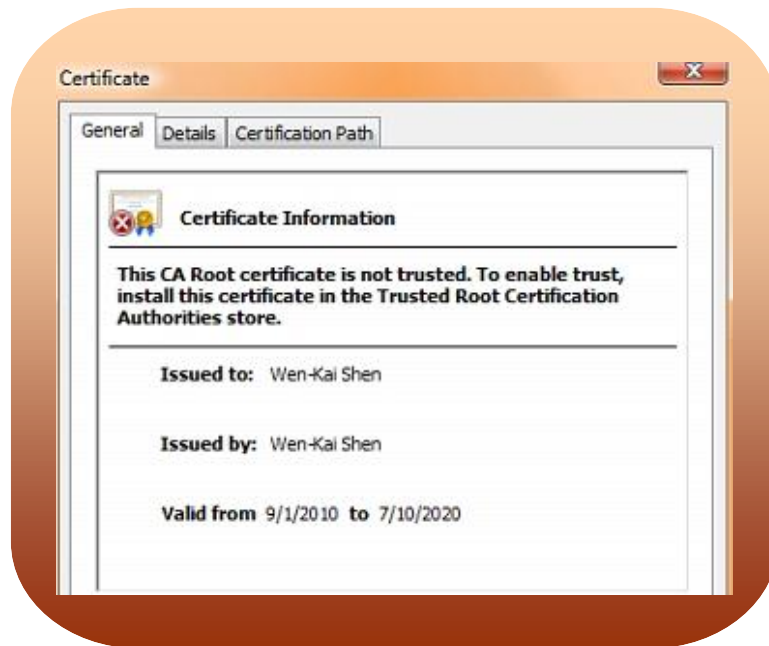 Certificate
General Details Certification Path
Certificate Information
This CA Root certificate is not trusted. To enable trust,
install this certificate in the Trusted Root Certification
Authorities store.
Issued to: Wen-Kai Shen
Issued by: Wen-Kai Shen
Valid from 9/1/2010 to 7/10/2020